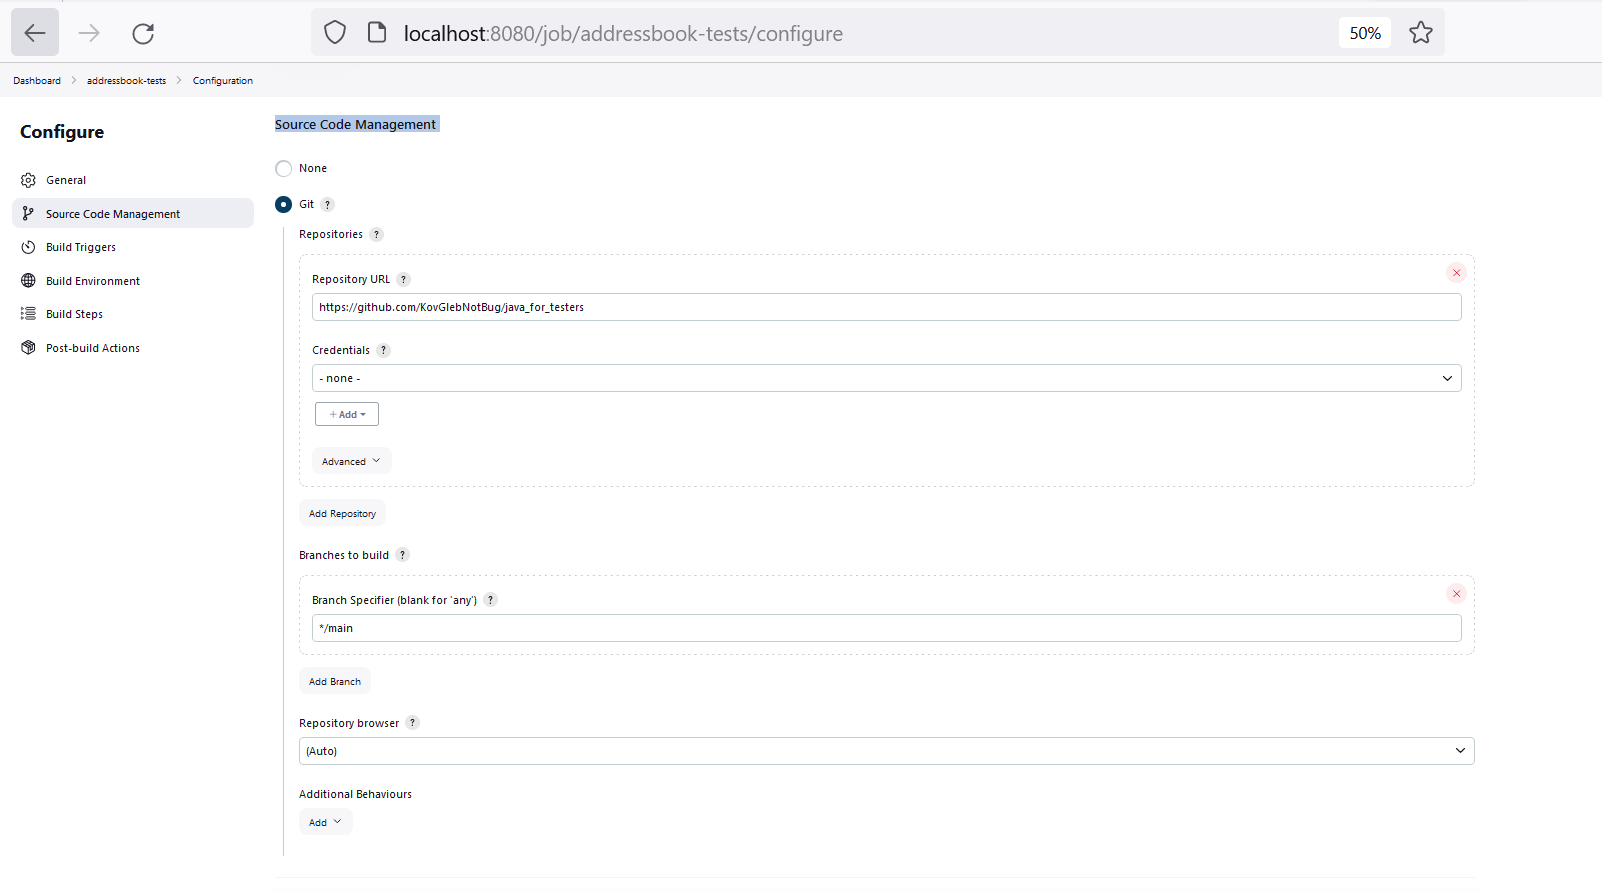 localhost:8080/job/addressbook-tests/configure
50%
Dashboard > addressbook-tests > Configuration
Configure
General
Source Code Management
Build Triggers
Build Environment
Build Steps
Post-build Actions
Source Code Management
None
Git ?
Repositories ?
Repository URL ?
https://github.com/KovGlebNotBug/java_for_testers
Credentials ?
- none -
+ Add
Advanced
Add Repository
Branches to build ?
Branch Specifier (blank for 'any') ?
*/main
Add Branch
Repository browser ?
(Auto)
Additional Behaviours
Add